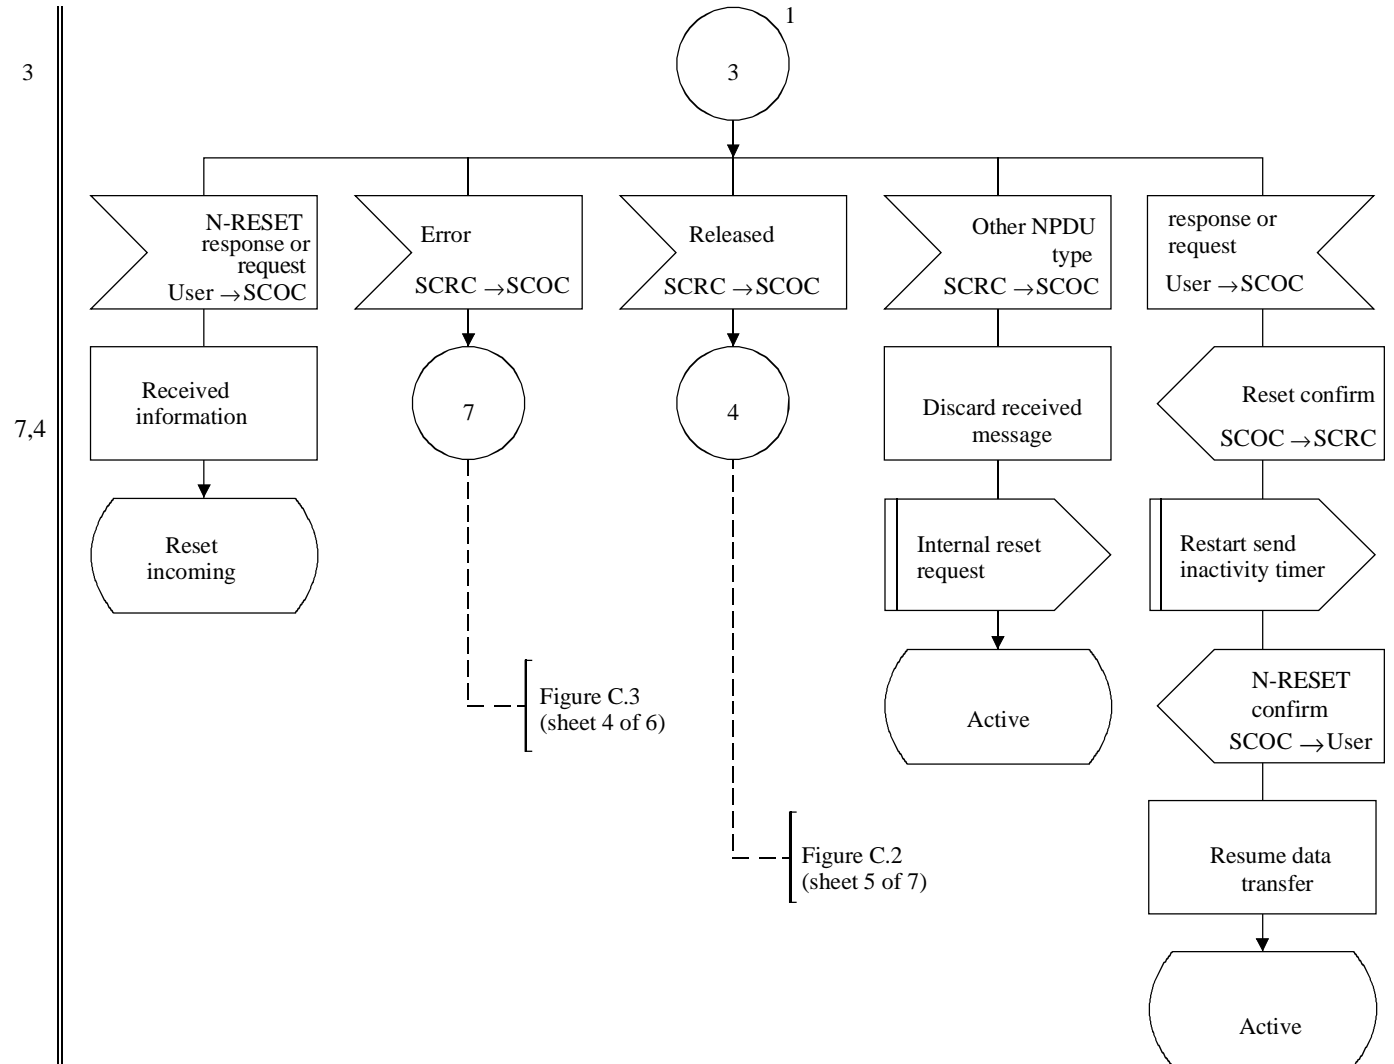 1
3
3
N-RESET
response or
request
User →SCOC
Error
SCRC →SCOC
Released
SCRC →SCOC
Other NPDU
type
SCRC →SCOC
response or
request
User →SCOC
7,4
Received
information
7
4
Discard received
message
Reset confirm
SCOC →SCRC
Reset
incoming
Internal reset
request
Restart send
inactivity timer
Figure C.3
(sheet 4 of 6)
Active
N-RESET
confirm
SCOC →User
Figure C.2
(sheet 5 of 7)
Resume data
transfer
Active